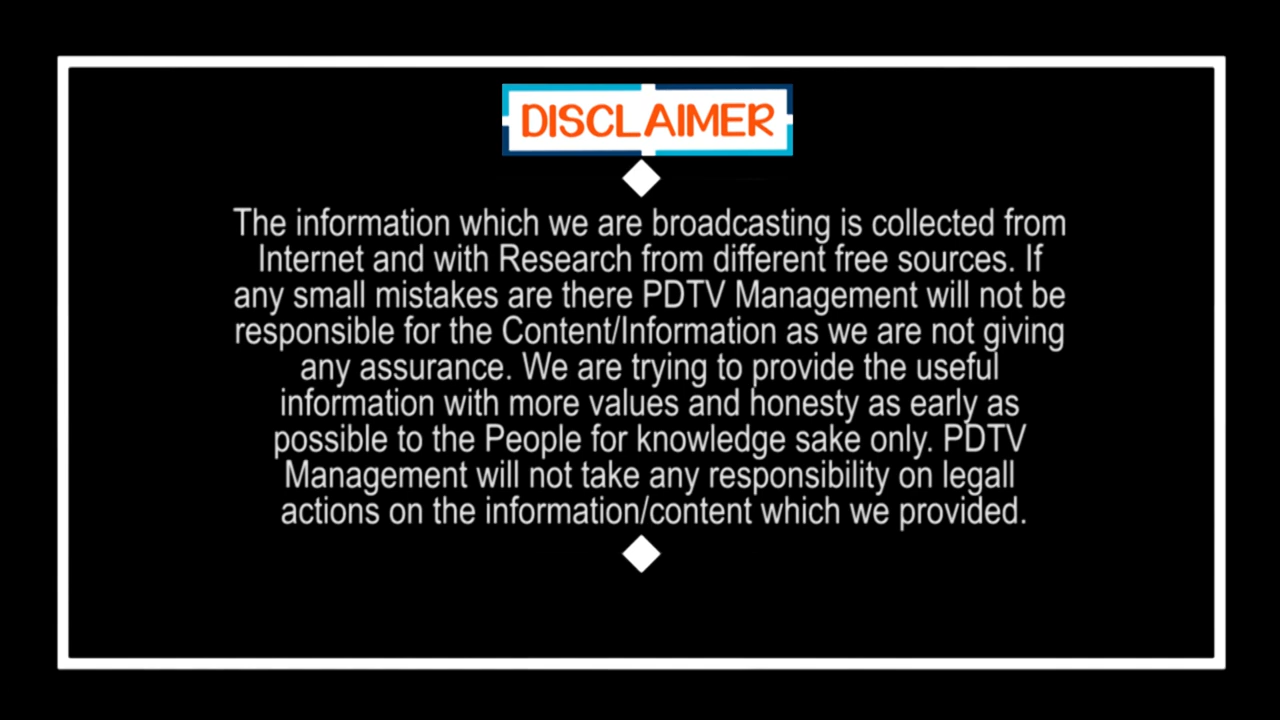 DISCLAIMER
The information which we are broadcasting is collected from
Internet and with Research from different free sources. If
any small mistakes are there PDTV Management will not be
responsible for the Content/Information as we are not giving
any assurance. We are trying to provide the useful
information with more values and honesty as early as
possible to the People for knowledge sake only. PDTV
Management will not take any responsibility on legall
actions on the information/content which we provided.